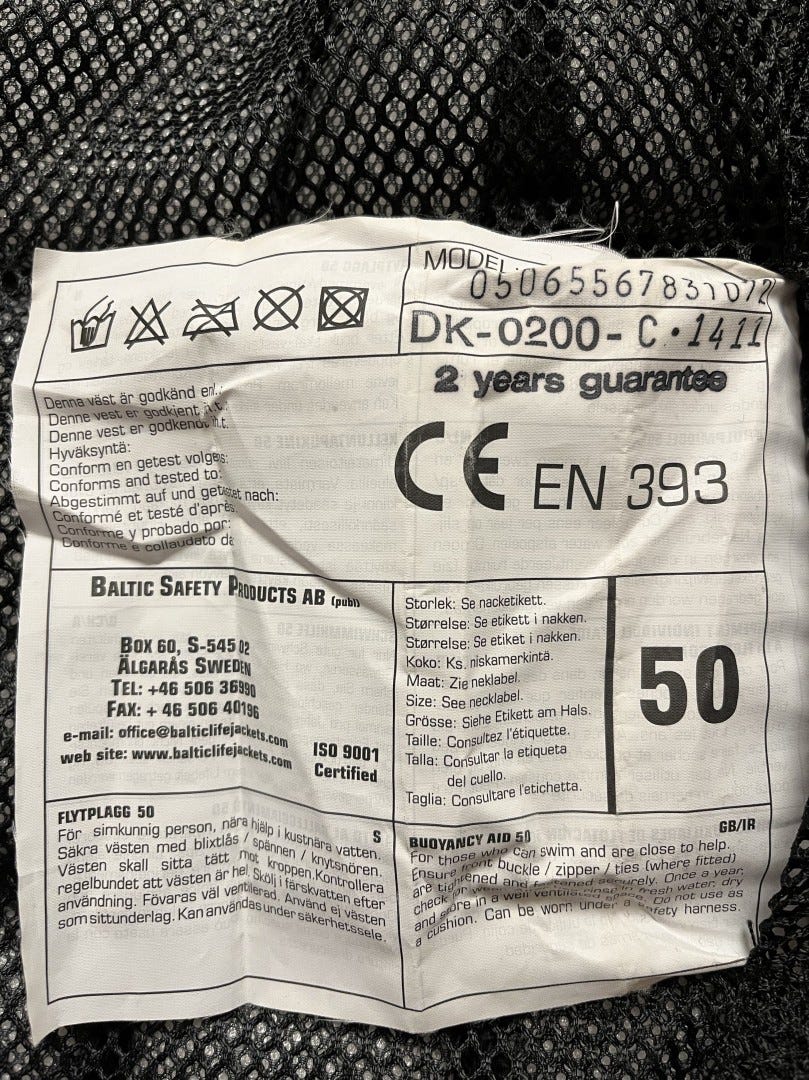 MODEL
DK-0200-C·1411
2 years guarantee
Denna väst är godkänd enl.:
Denne vest er godkjent i.h.t.:
Denne vest er godkendt i.h.t.
Hyväksyntä:
Conform en getest volgens:
Conforms and tested to:
Abgestimmt auf und getestet nach:
Conformé et testé d'après
Conforme y probado por:
Conforme e collaudato da
CE EN 393
BALTIC SAFETY PRODUCTS AB (publ)
BOX 60, S-545 02
ÄLGARÅS SWEDEN
TEL: +46 506 36990
FAX: + 46 506 40196
e-mail: office@balticlifejackets.com
web site: www.balticlifejackets.com
ISO 9001
Certified
Storlek: Se nacketikett.
Størrelse: Se etikett i nakken.
Størrelse: Se etiket i nakken.
Koko: Ks. niskamerkintä.
Maat: Zie neklabel.
Size: See necklabel.
Grösse: Siehe Etikett am Hals.
Taille: Consultez l'étiquette.
Talla: Consultar la etiqueta
del cuello.
Taglia: Consultare l'etichetta.
50
FLYTPLAGG 50
S
För simkunnig person, nära hjälp i kustnära vatten.
Säkra västen med blixtlås / spännen / knytsnören.
Västen skall sitta tätt mot kroppen. Kontrollera
regelbundet att västen är hel. Skölj i färskvatten efter
användning. Förvaras väl ventilerad. Använd ej västen
som sittunderlag. Kan användas under säkerhetssele.
BUOYANCY AID 50
GB/IR
For those who can swim and are close to help.
Ensure front buckle / zipper / ties (where fitted)
are tightened and fastened securely. Once a year,
check for fresh water, dry
and store in a well ventilated Do not use as
a cushion. Can be worn under a safety harness.